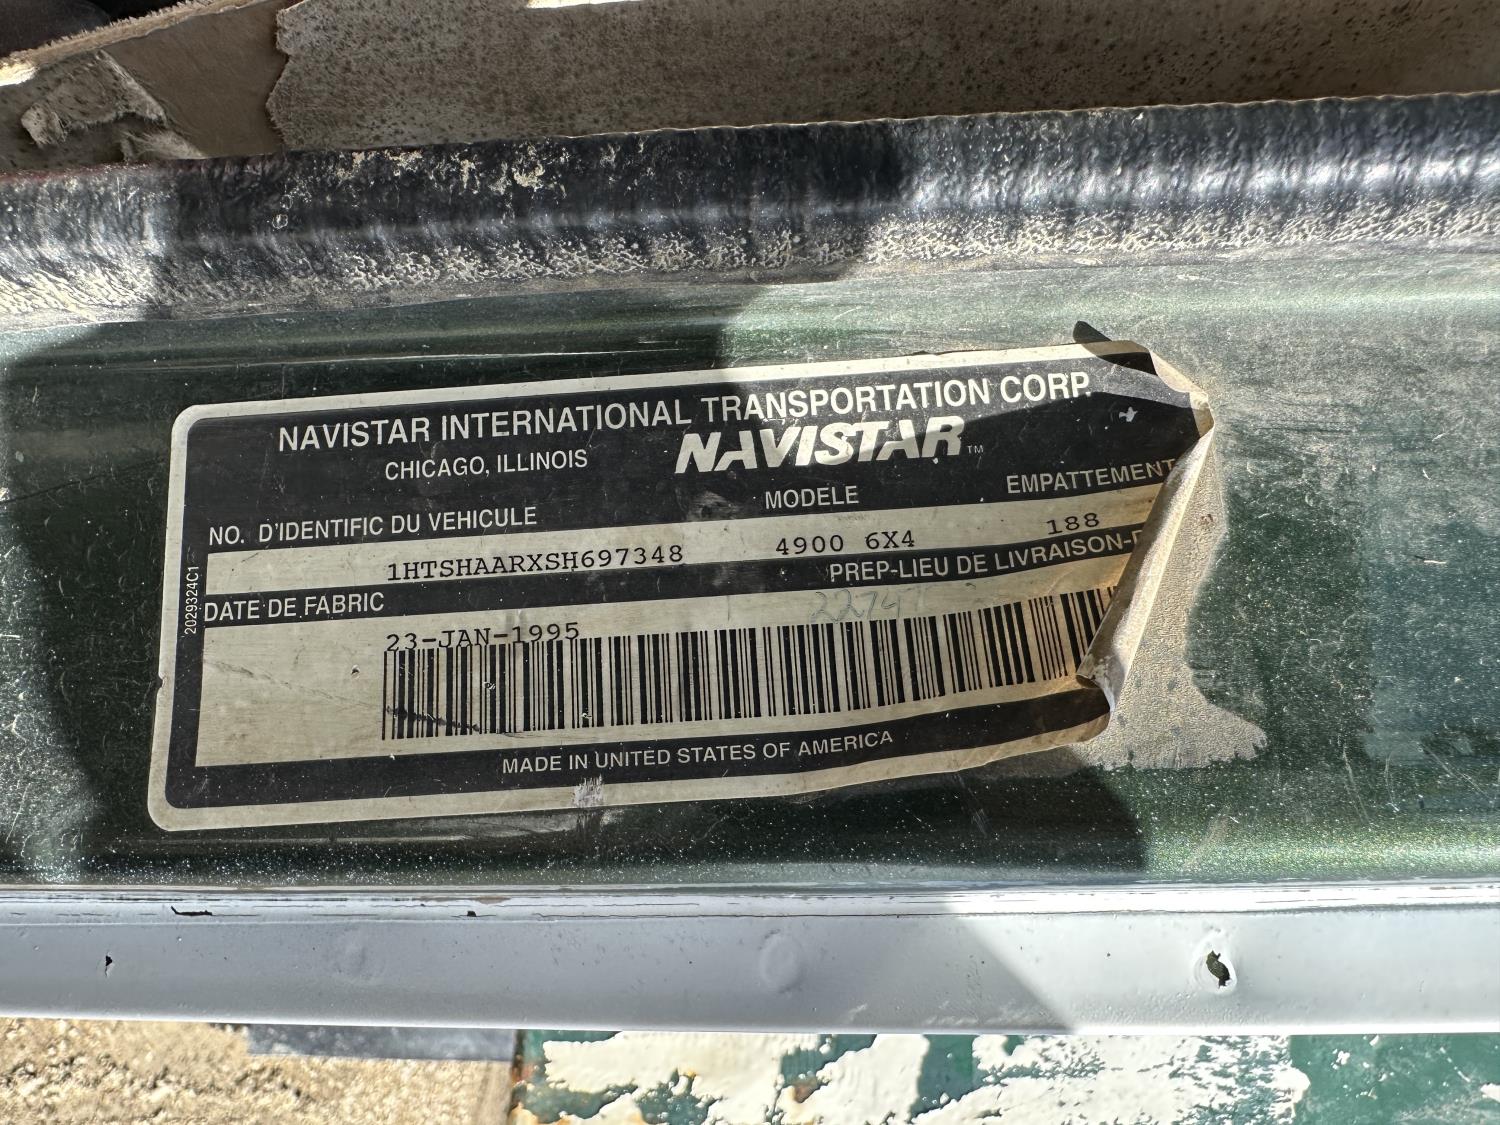 NAVISTAR INTERNATIONAL TRANSPORTATION CORP.
CHICAGO, ILLINOIS
NAVISTAR™
NO. D'IDENTIFIC DU VEHICULE MODELE EMPATTEMENT
1HTSHAARXSH697348 4900 6X4 188
DATE DE FABRIC PREP-LIEU DE LIVRAISON-
23-JAN-1995
MADE IN UNITED STATES OF AMERICA
2029324C1